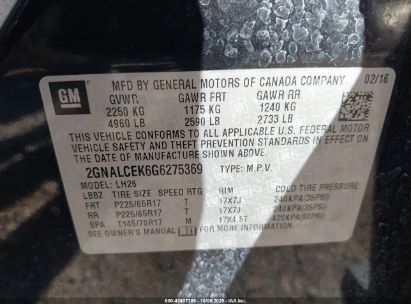 GM
MFD BY GENERAL MOTORS OF CANADA COMPANY
02/16
GVWR GAWR FRT GAWR RR
2250 KG 1175 KG 1240 KG
4960 LB 2590 LB 2733 LB
THIS VEHICLE CONFORMS TO ALL APPLICABLE U.S. FEDERAL MOTOR
VEHICLE SAFETY, AND THEFT PREVENTION STANDARDS IN EFFECT ON
THE DATE OF MANUFACTURE SHOWN ABOVE.
2GNALCEK6G6275369 TYPE: M.P.V.
MODEL: LH26
LBBZ TIRE SIZE SPEED RTG RIM COLD TIRE PRESSURE
FRT P225/65R17 T 17X7J 240KPA(35PSI)
RR P225/65R17 T 17X7J 240KPA(35PSI)
SPA T145/70R17 M 17X4.5T 420KPA(60PSI)
SEE OWNER'S MANUAL FOR MORE INFORMATION.